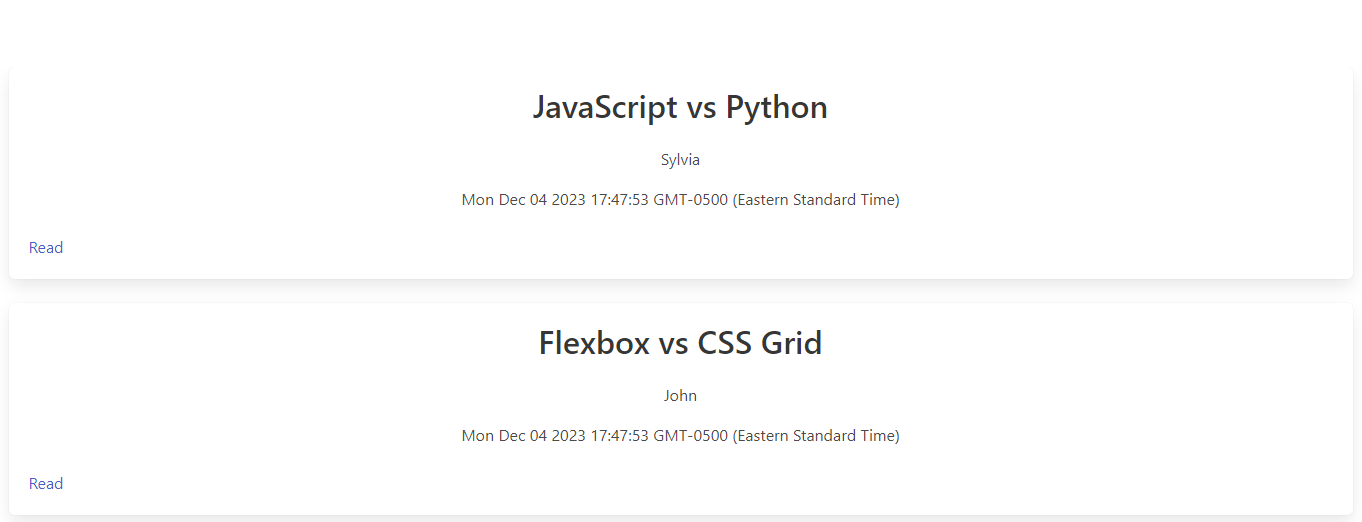 JavaScript vs Python
Sylvia
Mon Dec 04 2023 17:47:53 GMT-0500 (Eastern Standard Time)
Read
Flexbox vs CSS Grid
John
Mon Dec 04 2023 17:47:53 GMT-0500 (Eastern Standard Time)
Read